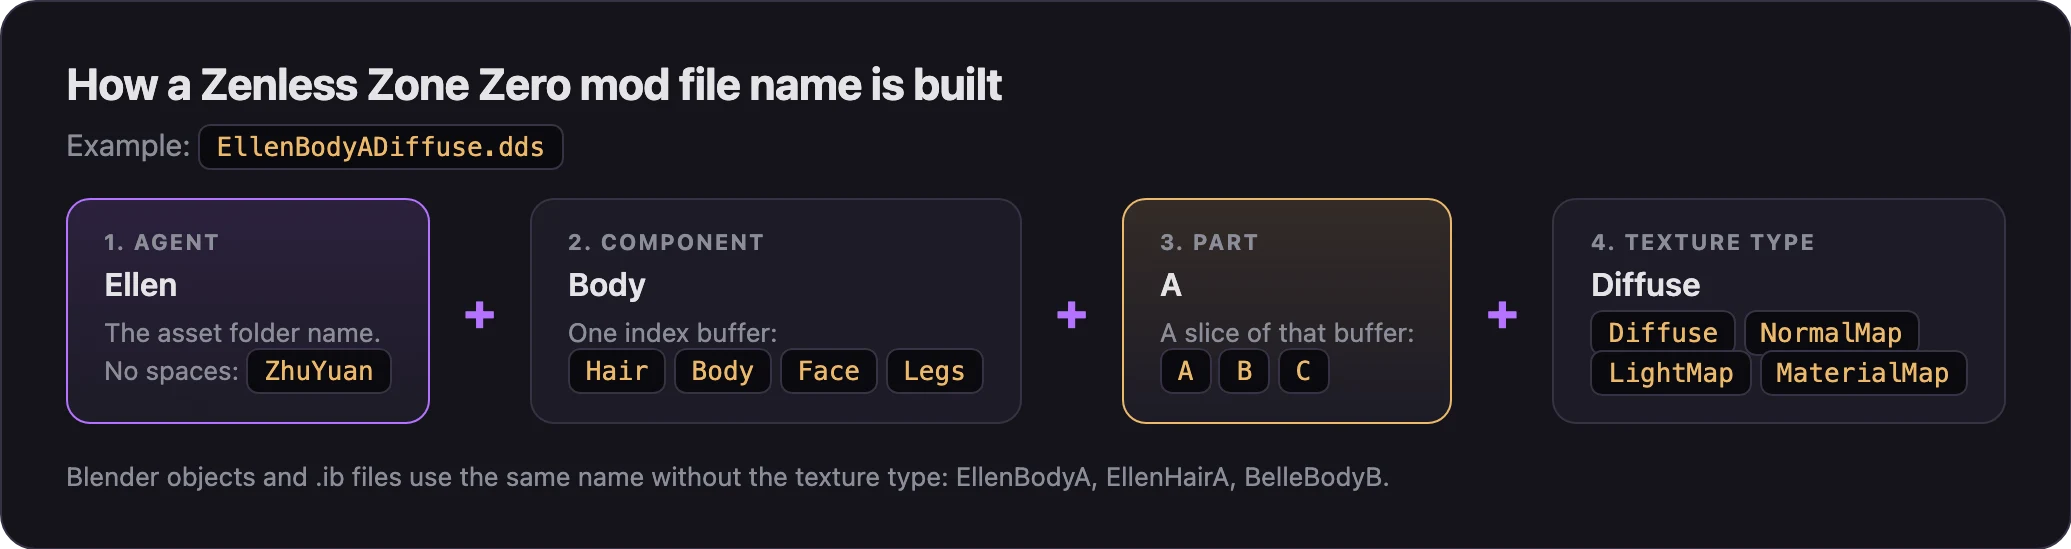 How a Zenless Zone Zero mod file name is built
Example: EllenBodyADiffuse.dds
1. AGENT
Ellen
The asset folder name.
No spaces: ZhuYuan
+
2. COMPONENT
Body
One index buffer:
Hair Body Face Legs
+
3. PART
A
A slice of that buffer:
A B C
+
4. TEXTURE TYPE
Diffuse
Diffuse NormalMap
LightMap MaterialMap
Blender objects and .ib files use the same name without the texture type: EllenBodyA, EllenHairA, BelleBodyB.